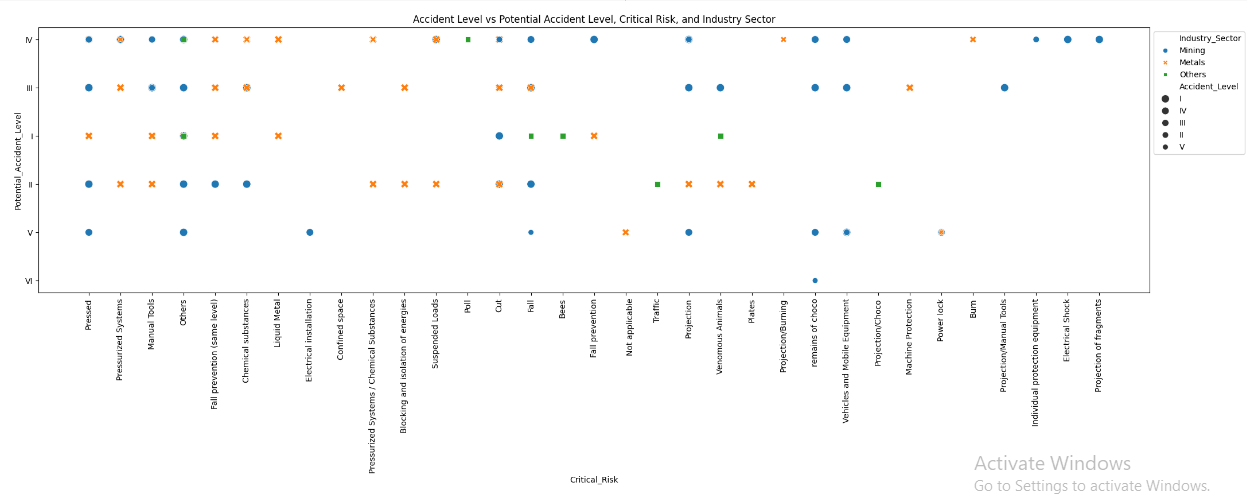 Accident Level vs Potential Accident Level, Critical Risk, and Industry Sector
Potential_Accident_Level
IV
III
I
II
V
VI
Pressed
Pressurized Systems
Manual Tools
Others
Fall prevention (same level)
Chemical substances
Liquid Metal
Electrical installation
Confined space
Pressurized Systems / Chemical Substances
Blocking and isolation of energies
Suspended Loads
Poll
Cut
Fall
Bees
Fall prevention
Not applicable
Traffic
Projection
Venomous Animals
Plates
Projection/Burning
remains of choco
Vehicles and Mobile Equipment
Projection/Choco
Machine Protection
Power lock
Burn
Projection/Manual Tools
Individual protection equipment
Electrical Shock
Projection of fragments
Critical_Risk
Industry_Sector
Mining
Metals
Others
Accident_Level
I
IV
III
II
V
Activate Windows
Go to Settings to activate Windows.